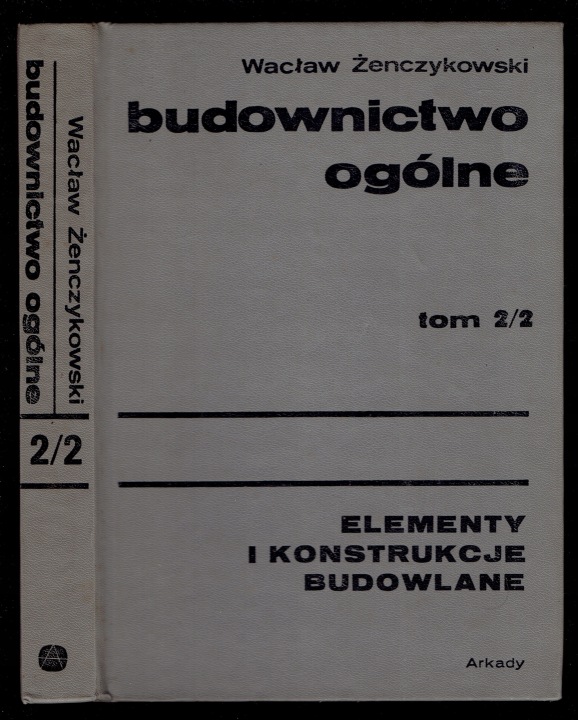 Wacław Żenczykowski
budownictwo ogólne
2/2
Wacław Żenczykowski
budownictwo
ogólne
tom 2/2
ELEMENTY
I KONSTRUKCJE
BUDOWLANE
Arkady